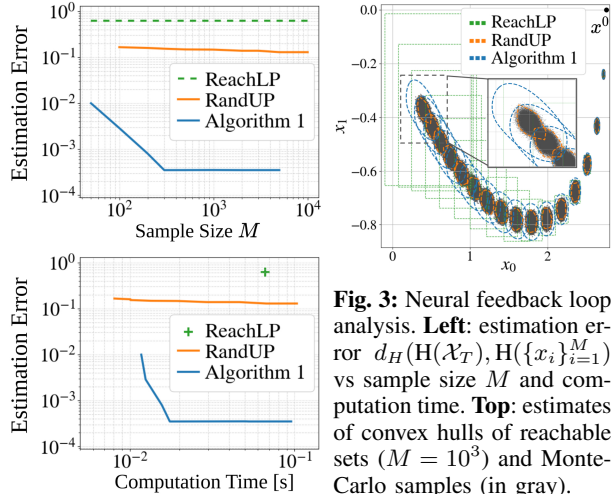 10^0
10^{-1}
10^{-2}
10^{-3}
10^{-4}
Estimation Error
ReachLP
RandUP
Algorithm 1
10^2
10^3
10^4
Sample Size M
10^0
10^{-1}
10^{-2}
10^{-3}
10^{-4}
Estimation Error
ReachLP
RandUP
Algorithm 1
10^{-2}
10^{-1}
Computation Time [s]
−0.0
−0.2
−0.4
−0.6
−0.8
x_1
ReachLP
RandUP
Algorithm 1
x^0
0
1
2
x_0
Fig. 3: Neural feedback loop
analysis. Left: estimation er-
ror d_H(H(𝒳_T), H({x_i}_{i=1}^M)
vs sample size M and com-
putation time. Top: estimates
of convex hulls of reachable
sets (M = 10^3) and Monte-
Carlo samples (in gray).